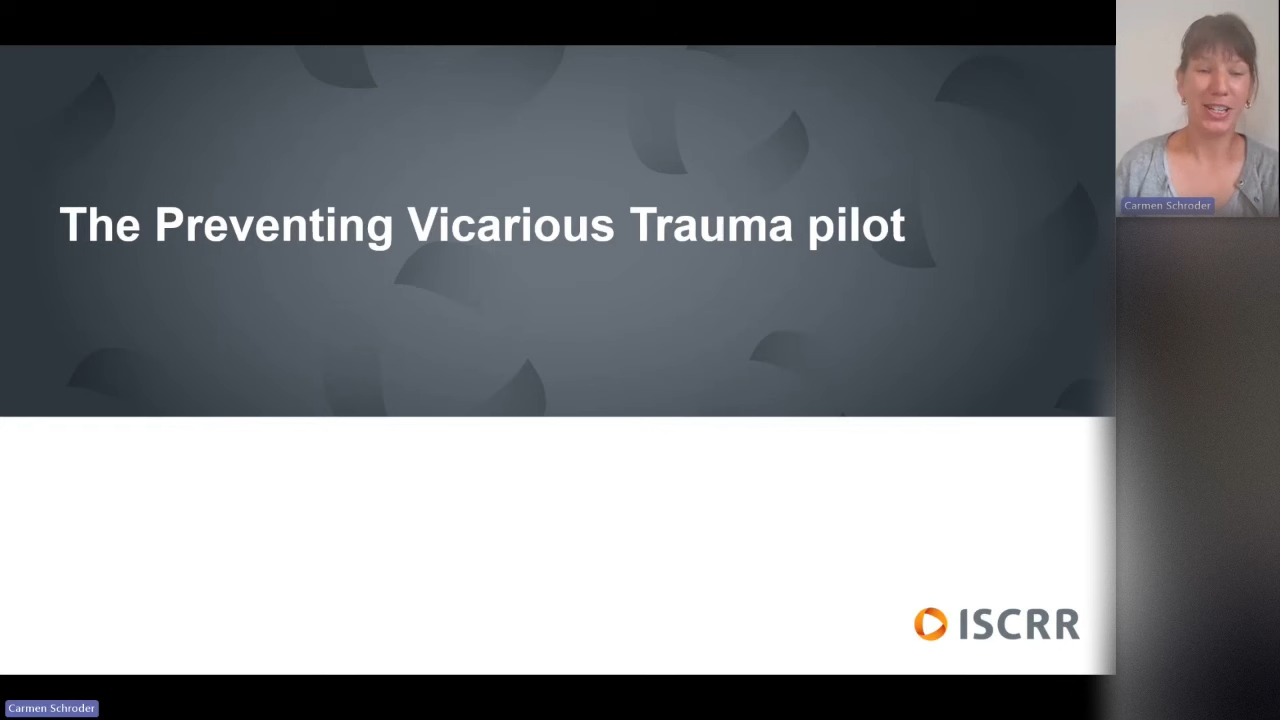 The Preventing Vicarious Trauma pilot
Carmen Schroder
ISCRR
Carmen Schroder